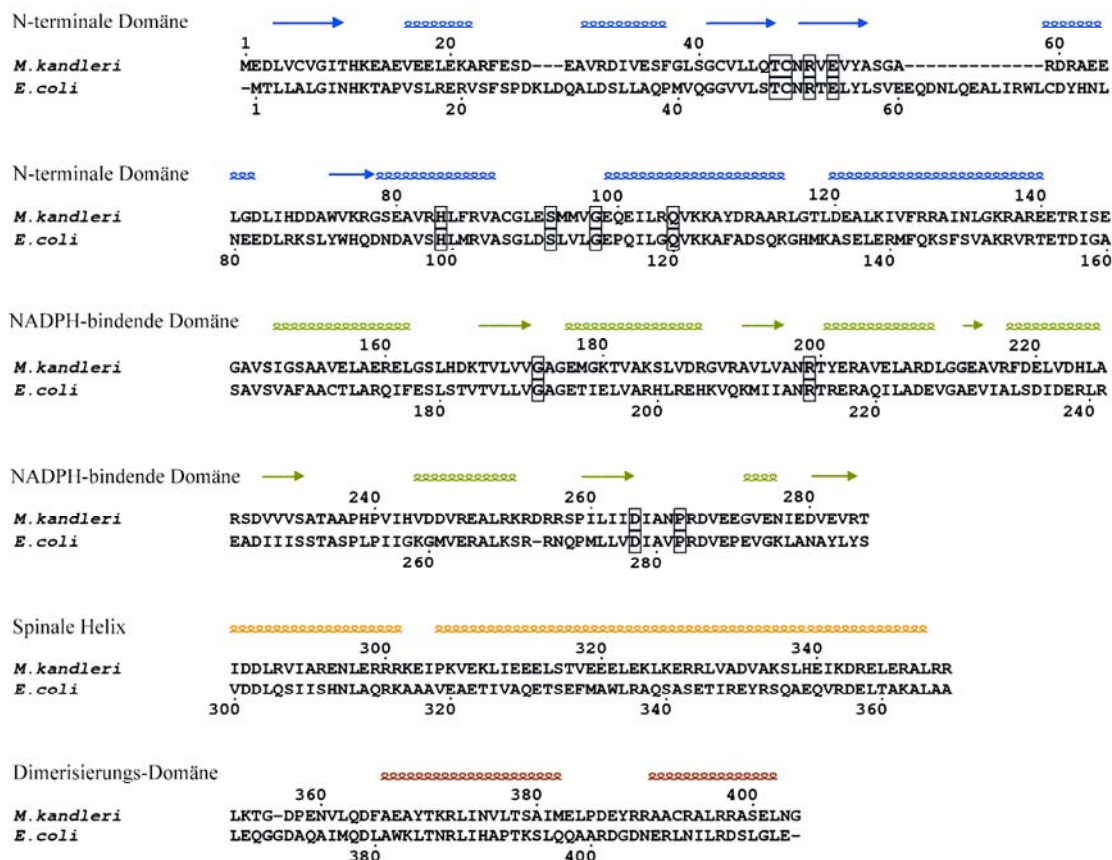 N-terminale Domäne
1 20 40 60
M.kandleri MEDLVCVGITHKEAEVEELEKARFESD---EAVRDIVESFGLSGCVLLQTCNRVEVYASGA-------------RDRAEE
E.coli -MTLLALGINHKTAPVSLRERVSFSPDKLDQALDSLLAQPMVQGGVVLSTCNRTELYLSVEEQDNLQEALIRWLCDYHNL
1 20 40 60
N-terminale Domäne
80 100 120 140
M.kandleri LGDLIHDDAWVKRGSEAVRHLFRVACGLESMMVGEQEILRQVKKAYDRAARLGTLDEALKIVFRRAINLGKRAREETRISE
E.coli NEEDLRKSLYWHQDNDAVSHLMRVASGLDSLVLGEPQILGQVKKAFADSQKGHMKASELERMFQKSFSVAKRVRTETDIGA
80 100 120 140 160
NADPH-bindende Domäne
160 180 200 220
M.kandleri GAVSIGSAAVELAERELGSLHDKTVLVVGAGEMGKTVAKSLVDRGVRAVLVANRTYERAVELARDLGGEAVRFDELVDHLA
E.coli SAVSVAFAACTLARQIFESLSTVTVLLVGAGETIELVARHLREHKVQKMIIANRTRERAQILADEVGAEVIALSDIDERLR
180 200 220 240
NADPH-bindende Domäne
240 260 280
M.kandleri RSDVVVSATAAPHPVIHVDDVREALRKRDRRSPILIIDIANPRDVEEGVENIEDVEVRT
E.coli EADIIISSTASPLPIIGKGMVERALKSR-RNQPMLLVDIAVPRDVEPEVGKLANAYLYS
260 280
Spinale Helix
300 320 340
M.kandleri IDDLRVIARENLERRRKEIPKVEKLIEEELSTVEEELEKLKERRLVADVAKSLHEIKDRELERALRR
E.coli VDDLQSIISHNLAQRKAAAVEAETIVAQETSEFMAWLRAQSASETIREYRSQAEQVRDELTAKALAA
300 320 340 360
Dimerisierungs-Domäne
360 380 400
M.kandleri LKTG-DPENVLQDFAEAYTKRLINVLTSAIMELPDEYRRAACRALRRASELNG
E.coli LEQGGDAQAIMQDLAWKLTNRLIHAPTKSLQQAARDGDNERLNILRDSLGLE-
380 400